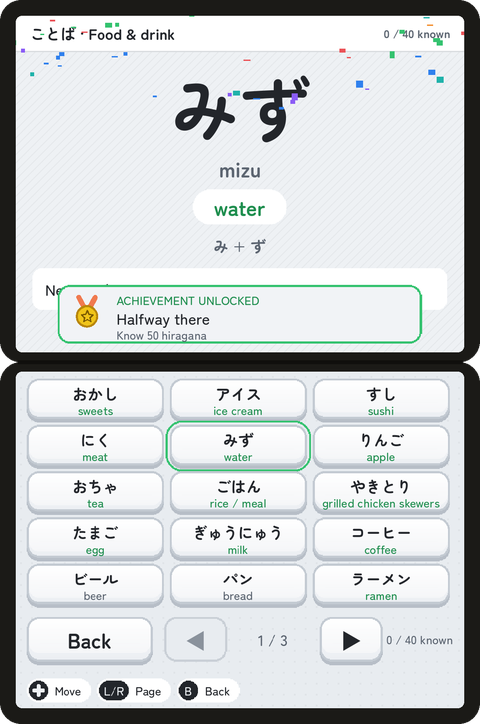 ことば · Food & drink
0 / 40 known
みず
mizu
water
み + ず
ACHIEVEMENT UNLOCKED
Halfway there
Know 50 hiragana
おかし
sweets
アイス
ice cream
すし
sushi
にく
meat
みず
water
りんご
apple
おちゃ
tea
ごはん
rice / meal
やきとり
grilled chicken skewers
たまご
egg
ぎゅうにゅう
milk
コーヒー
coffee
ビール
beer
パン
bread
ラーメン
ramen
Back
1 / 3
0 / 40 known
Move
L/R Page
B Back